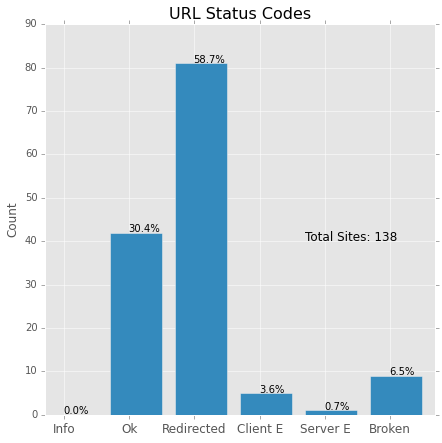 URL Status Codes
90
80
70
60
50
40
30
20
10
0
Count
58.7%
30.4%
Total Sites: 138
0.0%
3.6%
0.7%
6.5%
Info
Ok
Redirected
Client E
Server E
Broken